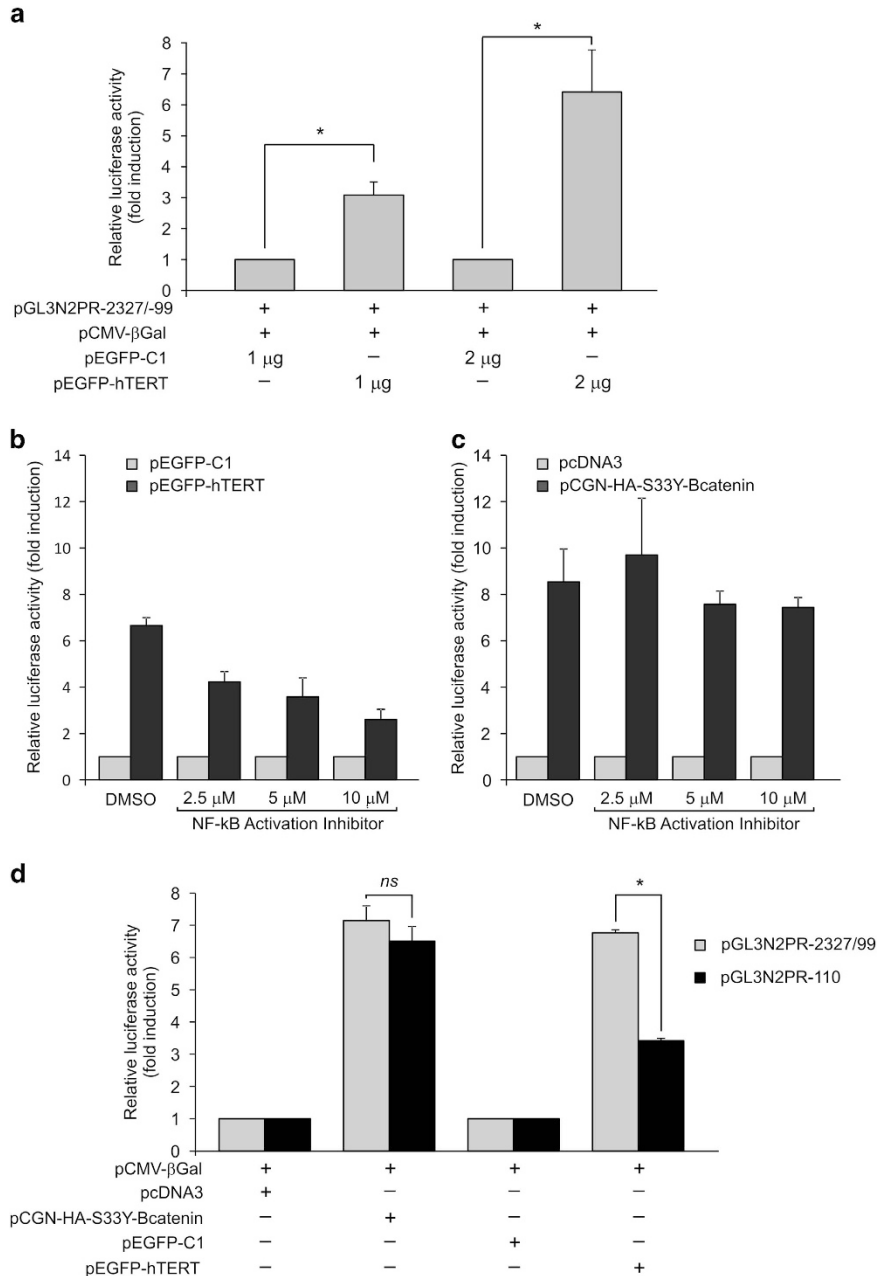 a
Relative luciferase activity
(fold induction)
8
7
6
5
4
3
2
1
0
*
*
pGL3N2PR-2327/-99 + + + +
pCMV-βGal + + + +
pEGFP-C1 1 μg – 2 μg –
pEGFP-hTERT – 1 μg – 2 μg
b
Relative luciferase activity (fold induction)
14
12
10
8
6
4
2
0
pEGFP-C1
pEGFP-hTERT
DMSO 2.5 μM 5 μM 10 μM
NF-kB Activation Inhibitor
c
Relative luciferase activity (fold induction)
14
12
10
8
6
4
2
0
pcDNA3
pCGN-HA-S33Y-Bcatenin
DMSO 2.5 μM 5 μM 10 μM
NF-kB Activation Inhibitor
d
Relative luciferase activity
(fold induction)
8
7
6
5
4
3
2
1
0
ns
*
pGL3N2PR-2327/99
pGL3N2PR-110
pCMV-βGal + + + +
pcDNA3 + – – –
pCGN-HA-S33Y-Bcatenin – + – –
pEGFP-C1 – – + –
pEGFP-hTERT – – – +